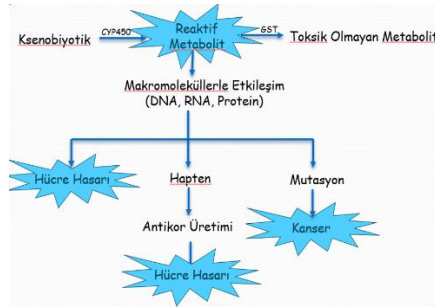 Ksenobiyotik
CYP450
Reaktif
Metabolit
GST
Toksik Olmayan Metabolit
Makromoleküllerle Etkileşim
(DNA, RNA, Protein)
Hücre Hasarı
Hapten
Mutasyon
Antikor Üretimi
Kanser
Hücre Hasarı